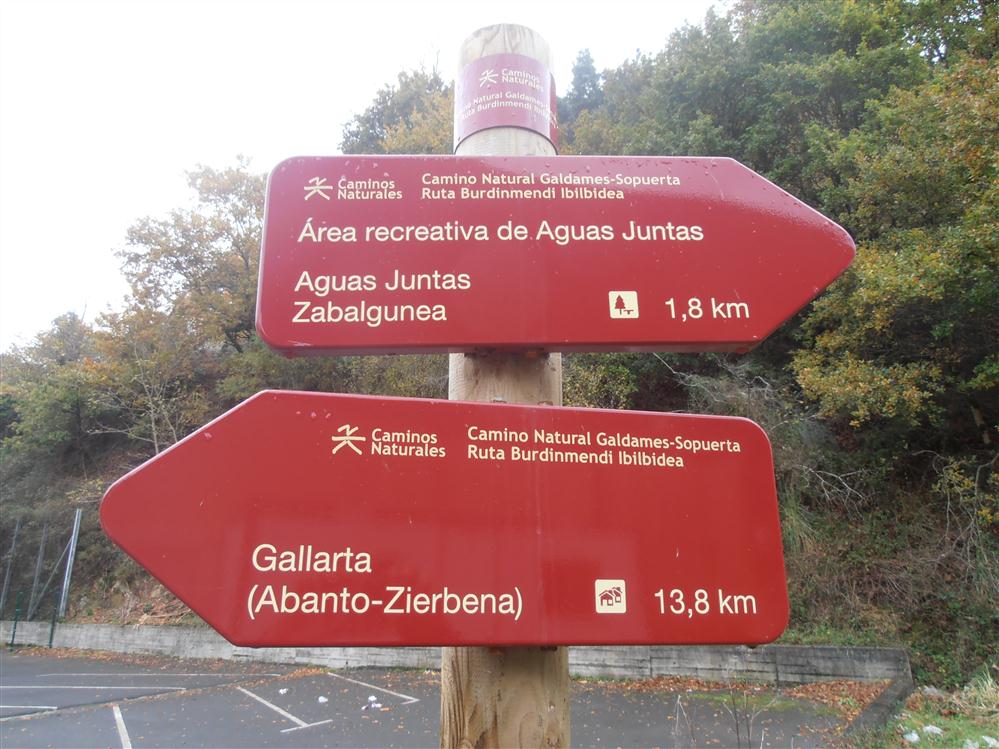 Caminos
Naturales
Camino Natural Galdames-Sopuerta
Ruta Burdinmendi Ibilbidea
Caminos
Naturales
Camino Natural Galdames-Sopuerta
Ruta Burdinmendi Ibilbidea
Área recreativa de Aguas Juntas
Aguas Juntas
Zabalgunea
1,8 km
Caminos
Naturales
Camino Natural Galdames-Sopuerta
Ruta Burdinmendi Ibilbidea
Gallarta
(Abanto-Zierbena)
13,8 km